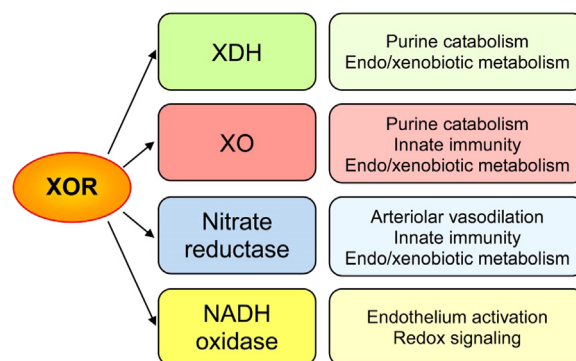 XOR
XDH
Purine catabolism
Endo/xenobiotic metabolism
XO
Purine catabolism
Innate immunity
Endo/xenobiotic metabolism
Nitrate
reductase
Arteriolar vasodilation
Innate immunity
Endo/xenobiotic metabolism
NADH
oxidase
Endothelium activation
Redox signaling